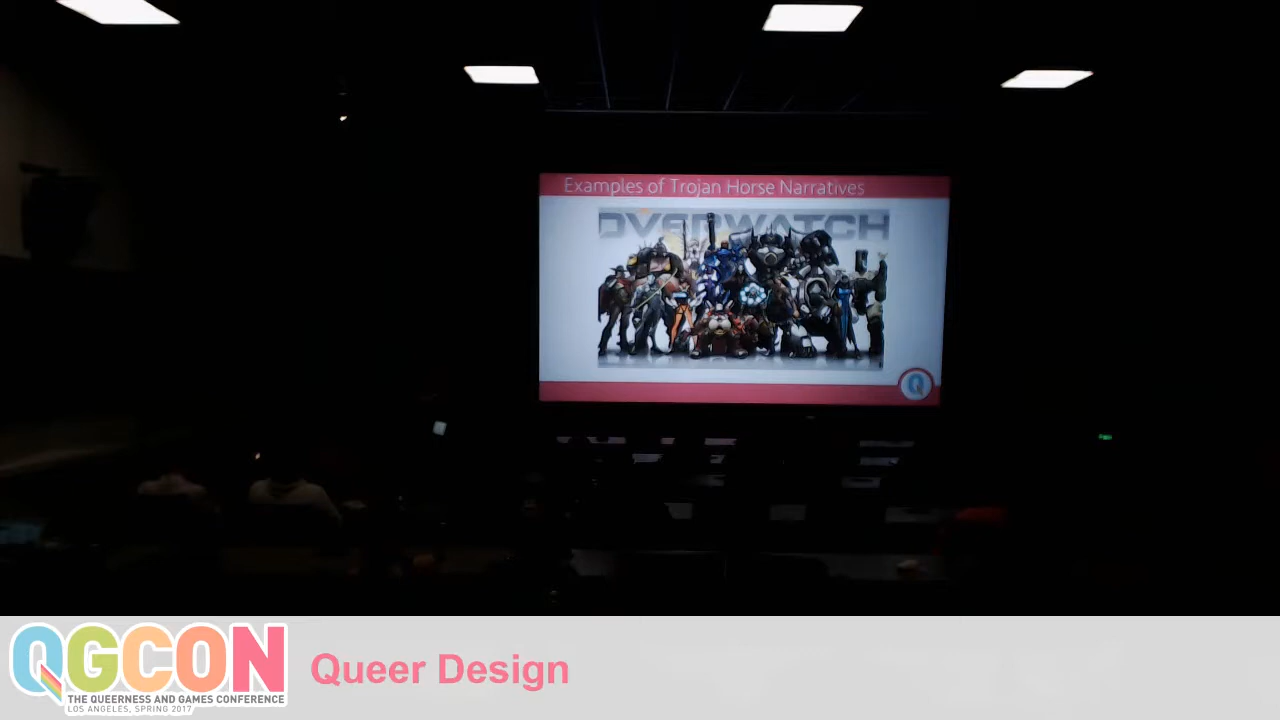 Examples of Trojan Horse Narratives
OVERWATCH
Q
QGCON
THE QUEERNESS AND GAMES CONFERENCE
LOS ANGELES, SPRING 2017
Queer Design